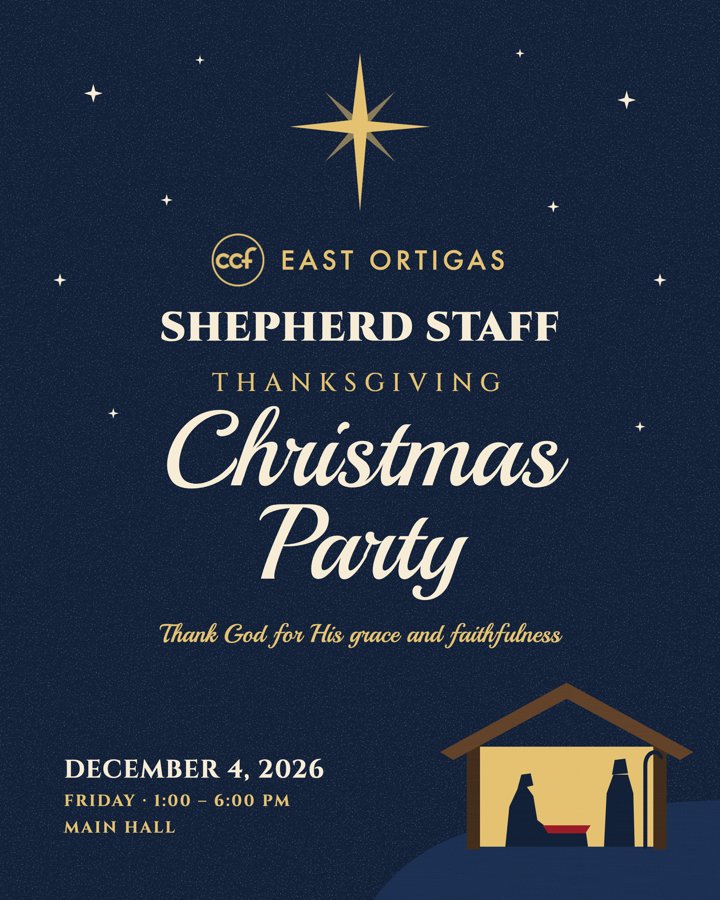 ccf EAST ORTIGAS
SHEPHERD STAFF
THANKSGIVING
Christmas
Party
Thank God for His grace and faithfulness
DECEMBER 4, 2026
FRIDAY · 1:00 – 6:00 PM
MAIN HALL